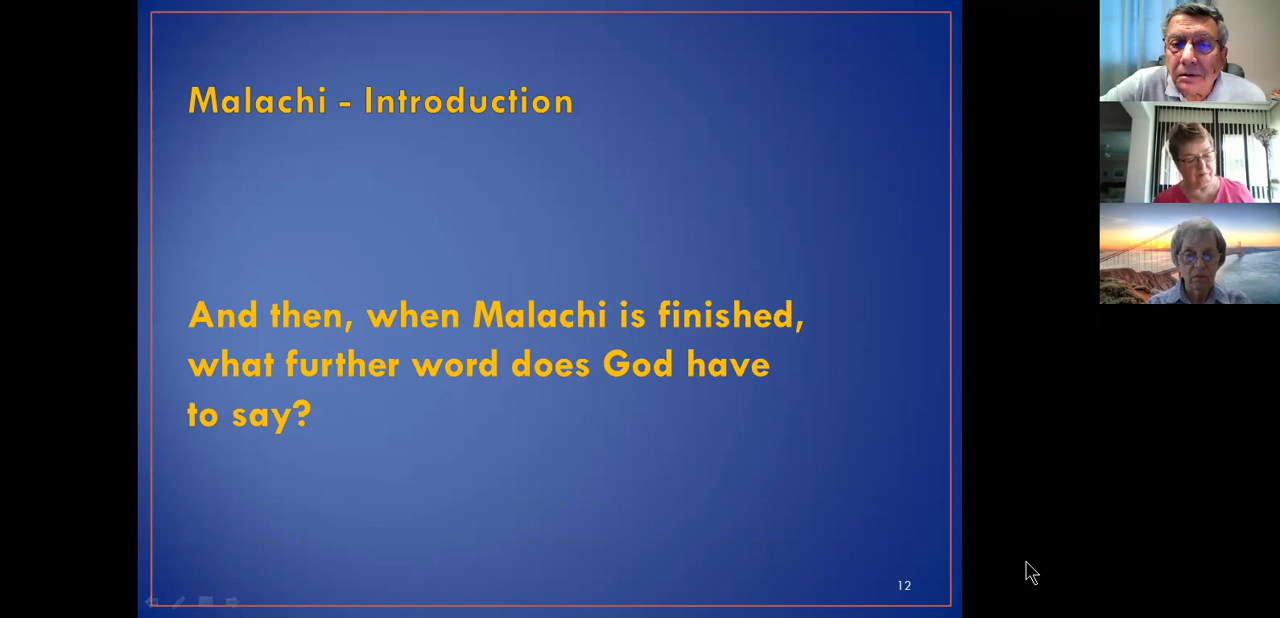 Malachi - Introduction
And then, when Malachi is finished,
what further word does God have
to say?
12